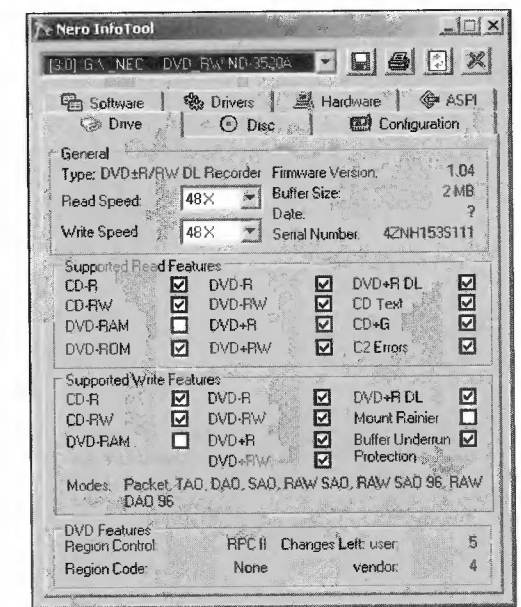 Nero InfoTool
[3.0] G:\ _NEC DVD_RW ND-3520A
Software Drivers Hardware ASPI
Drive Disc Configuration
General
Type: DVD±R/RW DL Recorder Firmware Version: 1.04
Read Speed: 48X Buffer Size: 2 MB
Date: ?
Write Speed 48X Serial Number: 4ZNH153S111
Supported Read Features
CD-R DVD-R DVD+R DL
CD-RW DVD-RW CD Text
DVD-RAM DVD+R CD+G
DVD-ROM DVD+RW C2 Errors
Supported Write Features
CD-R DVD-R DVD+R DL
CD-RW DVD-RW Mount Rainier
DVD-RAM DVD+R Buffer Underrun
DVD+RW Protection
Modes: Packet, TAO, DAO, SAO, RAW SAO, RAW SAO 96, RAW
DAO 96
DVD Features
Region Control: RPC II Changes Left: user: 5
Region Code: None vendor: 4